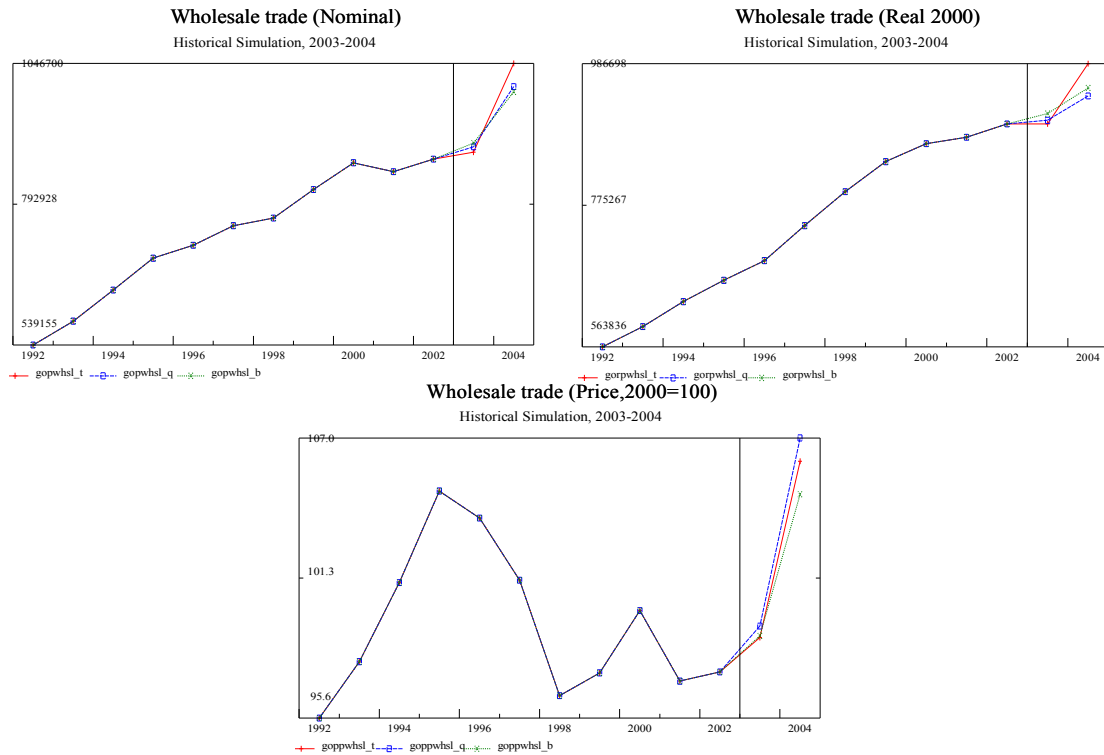 Wholesale trade (Nominal)
Historical Simulation, 2003-2004
1046700
792928
539155
1992 1994 1996 1998 2000 2002 2004
gopwhsl_t gopwhsl_q gopwhsl_b
Wholesale trade (Real 2000)
Historical Simulation, 2003-2004
986698
775267
563836
1992 1994 1996 1998 2000 2002 2004
gorpwhsl_t gorpwhsl_q gorpwhsl_b
Wholesale trade (Price,2000=100)
Historical Simulation, 2003-2004
107.0
101.3
95.6
1992 1994 1996 1998 2000 2002 2004
goppwhsl_t goppwhsl_q goppwhsl_b